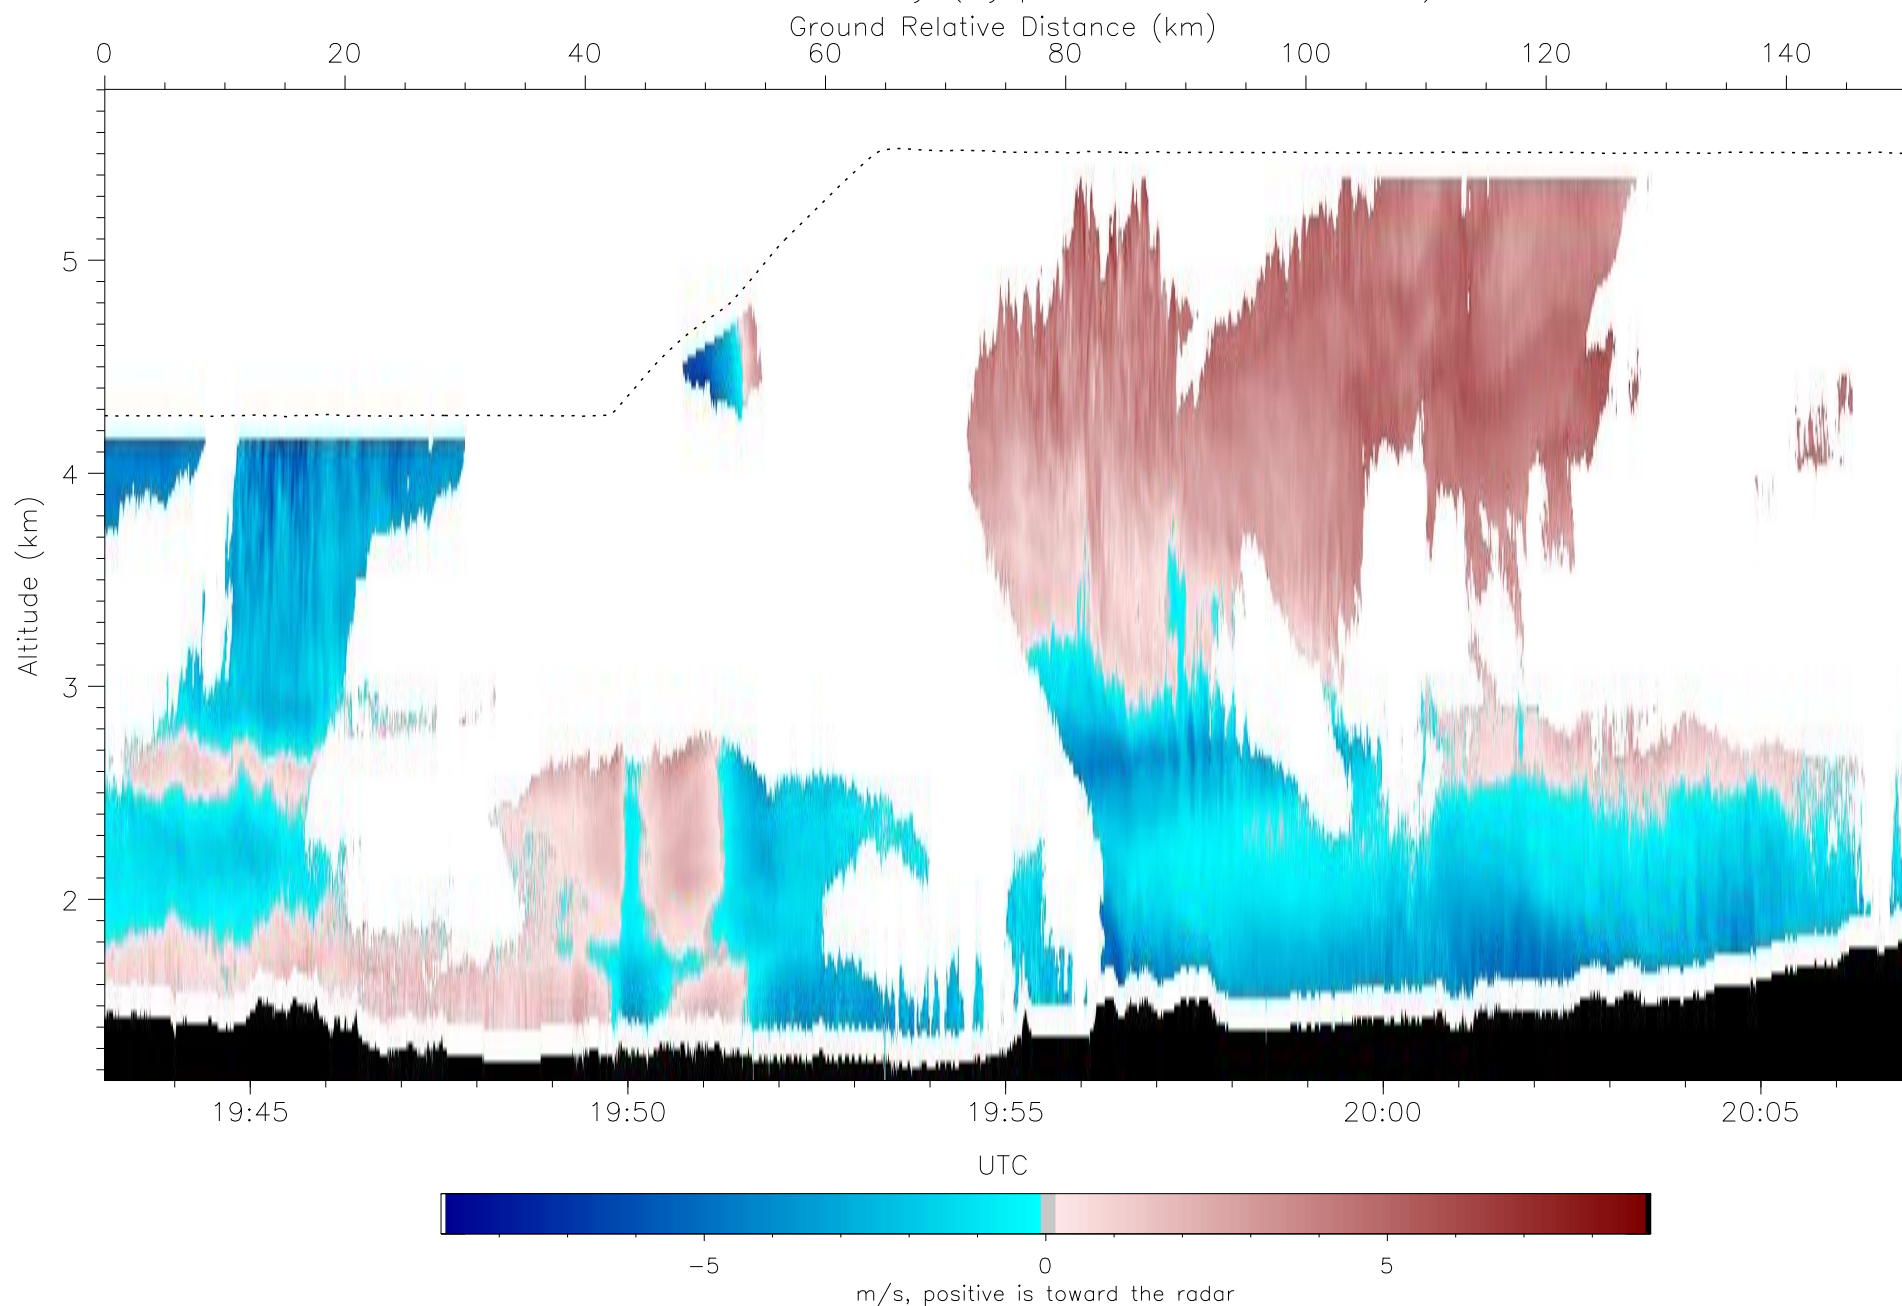 Ground Relative Distance (km)
0 20 40 60 80 100 120 140
5
4
3
2
Altitude (km)
19:45 19:50 19:55 20:00 20:05
UTC
−5 0 5
m/s, positive is toward the radar